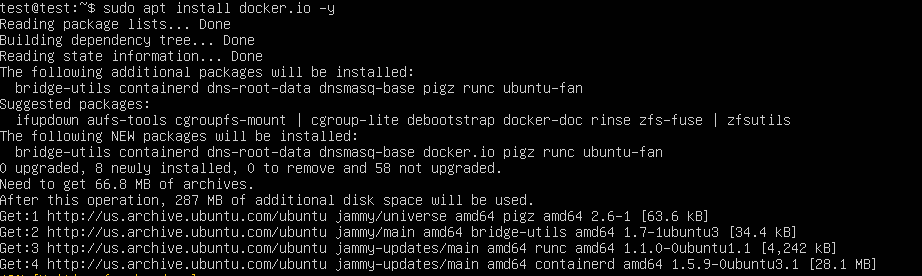 test@test:~$ sudo apt install docker.io -y
Reading package lists... Done
Building dependency tree... Done
Reading state information... Done
The following additional packages will be installed:
  bridge-utils containerd dns-root-data dnsmasq-base pigz runc ubuntu-fan
Suggested packages:
  ifupdown aufs-tools cgroupfs-mount | cgroup-lite debootstrap docker-doc rinse zfs-fuse | zfsutils
The following NEW packages will be installed:
  bridge-utils containerd dns-root-data dnsmasq-base docker.io pigz runc ubuntu-fan
0 upgraded, 8 newly installed, 0 to remove and 58 not upgraded.
Need to get 66.8 MB of archives.
After this operation, 287 MB of additional disk space will be used.
Get:1 http://us.archive.ubuntu.com/ubuntu jammy/universe amd64 pigz amd64 2.6-1 [63.6 kB]
Get:2 http://us.archive.ubuntu.com/ubuntu jammy/main amd64 bridge-utils amd64 1.7-1ubuntu3 [34.4 kB]
Get:3 http://us.archive.ubuntu.com/ubuntu jammy-updates/main amd64 runc amd64 1.1.0-0ubuntu1.1 [4,242 kB]
Get:4 http://us.archive.ubuntu.com/ubuntu jammy-updates/main amd64 containerd amd64 1.5.9-0ubuntu3.1 [28.1 MB]